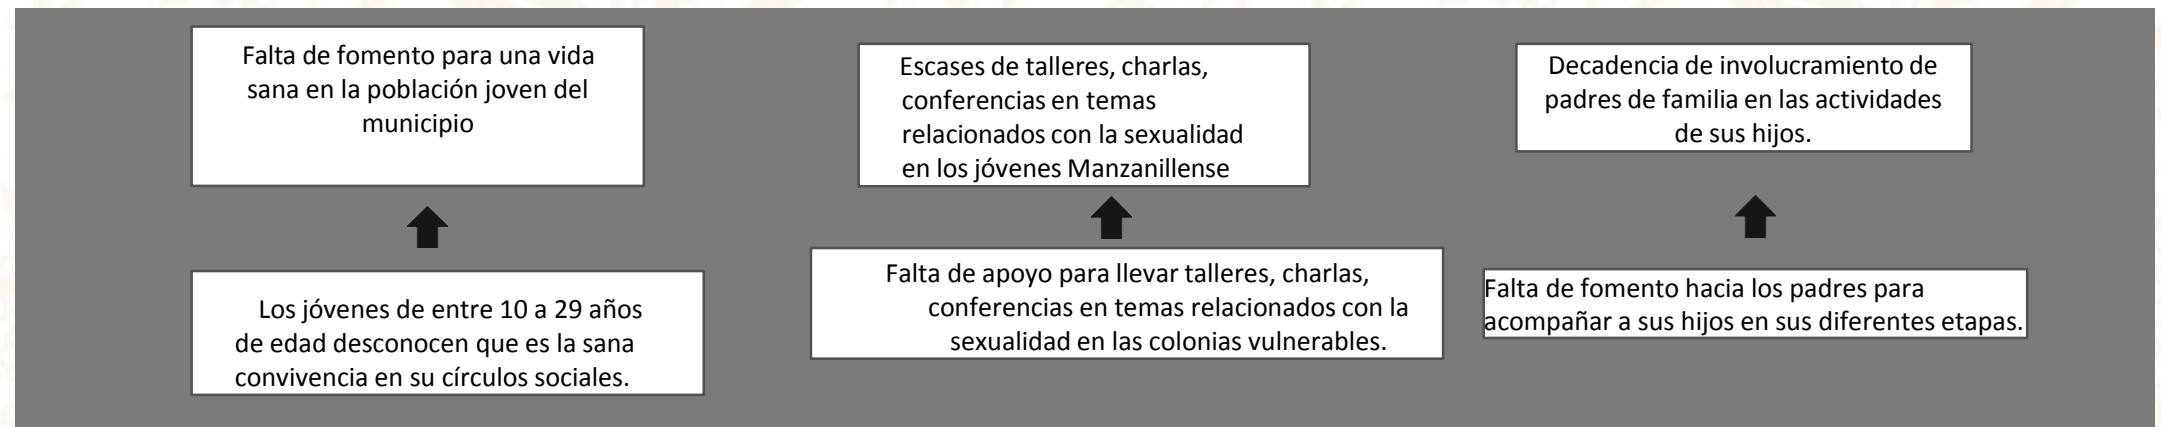 Falta de fomento para una vida
sana en la población joven del
municipio
Escases de talleres, charlas,
conferencias en temas
relacionados con la sexualidad
en los jóvenes Manzanillense
Decadencia de involucramiento de
padres de familia en las actividades
de sus hijos.
Los jóvenes de entre 10 a 29 años
de edad desconocen que es la sana
convivencia en su círculos sociales.
Falta de apoyo para llevar talleres, charlas,
conferencias en temas relacionados con la
sexualidad en las colonias vulnerables.
Falta de fomento hacia los padres para
acompañar a sus hijos en sus diferentes etapas.